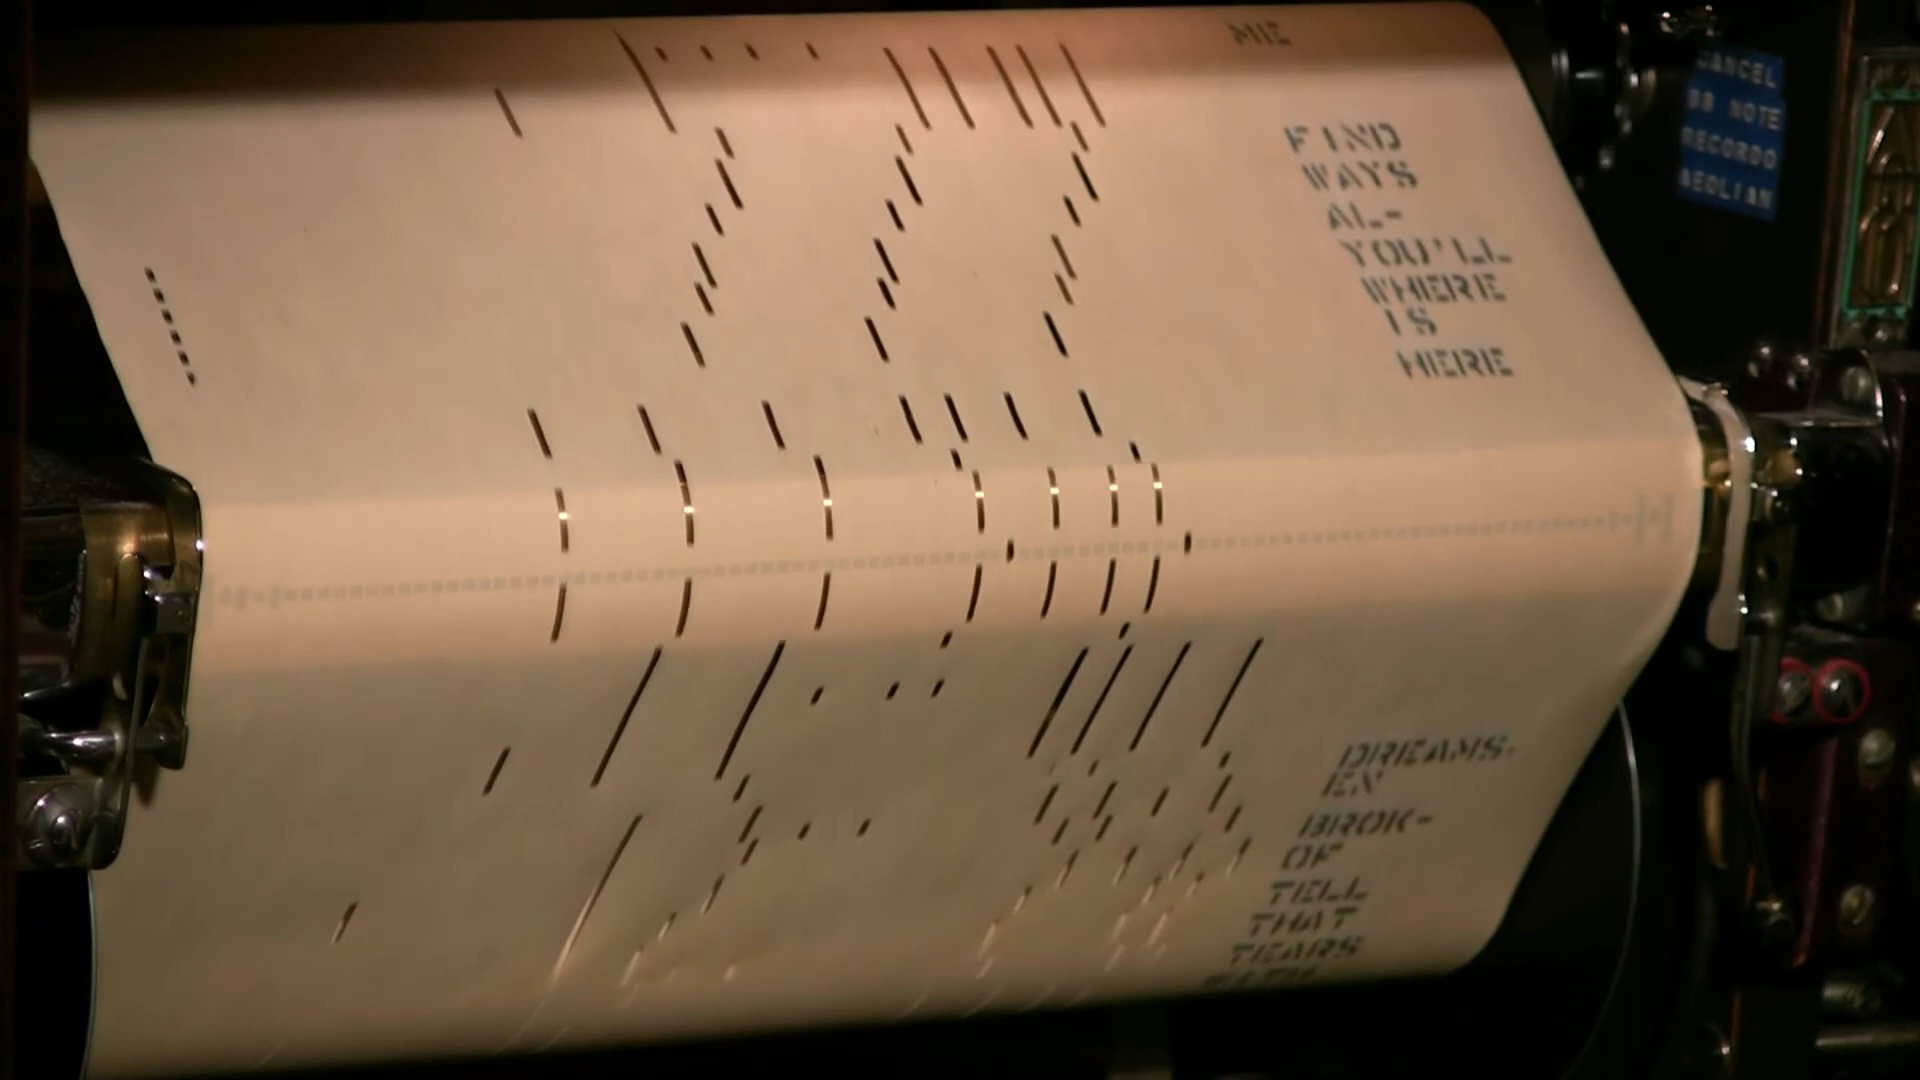 ME
FIND
WAYS
AL-
YOU'LL
WHERE
IS
HERE
DREAMS.
EN
BROK-
OF
TELL
THAT
TEARS
WITH
CANCEL
88 NOTE
RECORDO
AEOLIAN